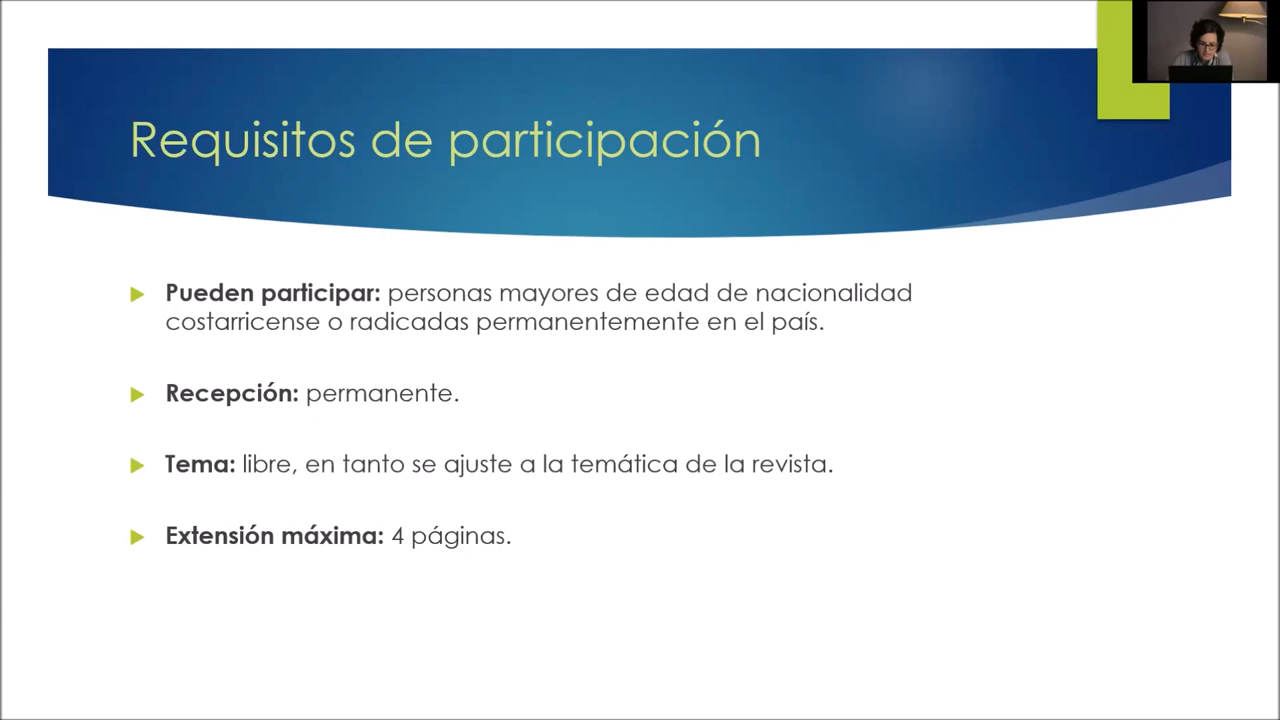 Requisitos de participación
Pueden participar: personas mayores de edad de nacionalidad
costarricense o radicadas permanentemente en el país.
Recepción: permanente.
Tema: libre, en tanto se ajuste a la temática de la revista.
Extensión máxima: 4 páginas.